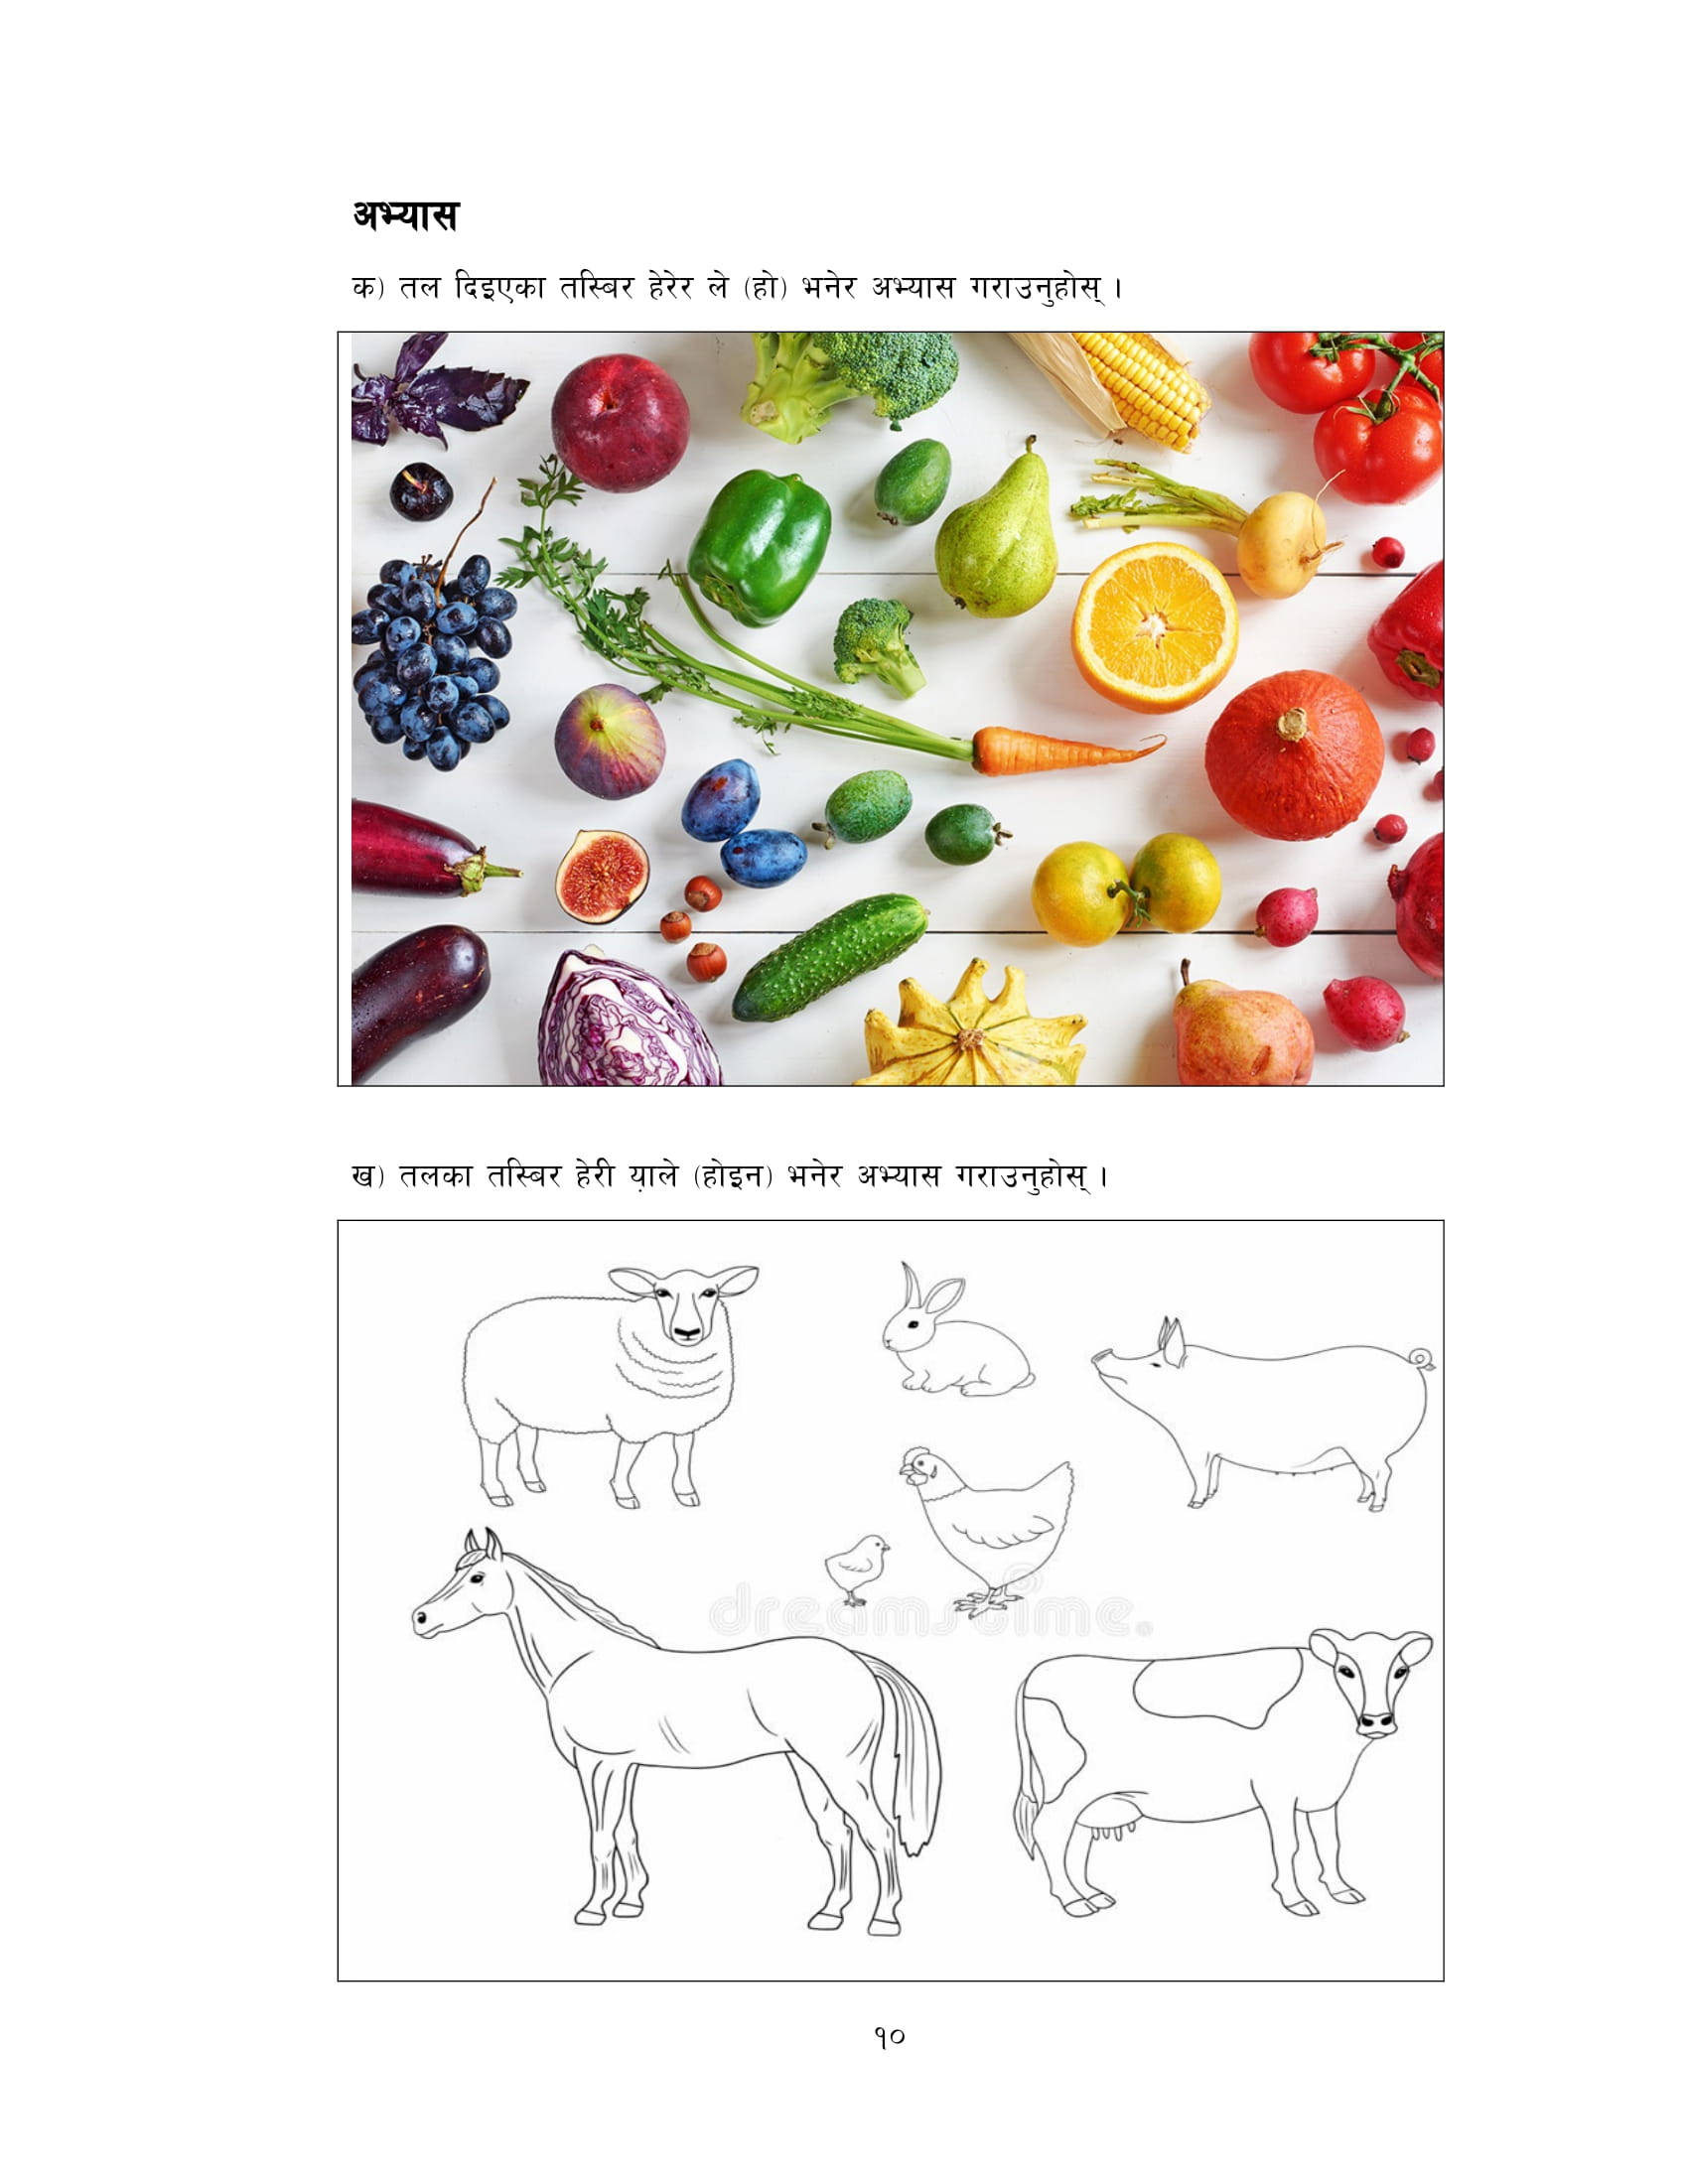 अभ्यास
क) तल दिइएका तस्बिर हेरेर ले (हो) भनेर अभ्यास गराउनुहोस् ।
ख) तलका तस्बिर हेरी य़ाले (होइन) भनेर अभ्यास गराउनुहोस् ।
dreamstime.
१०